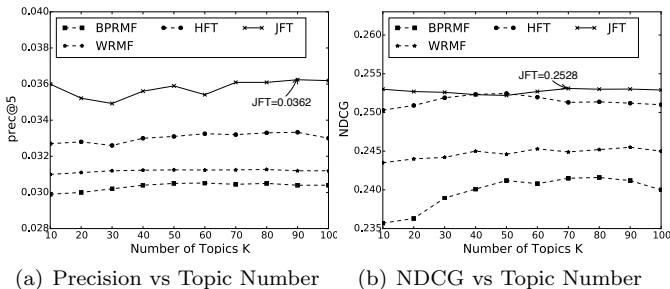 0.040
0.038
0.036
0.034
0.032
0.030
0.028
prec@5
BPRMF HFT JFT
WRMF
JFT=0.0362
10 20 30 40 50 60 70 80 90 100
Number of Topics K
(a) Precision vs Topic Number
0.260
0.255
0.250
0.245
0.240
0.235
NDCG
BPRMF HFT JFT
WRMF
JFT=0.2528
10 20 30 40 50 60 70 80 90 100
Number of Topics K
(b) NDCG vs Topic Number